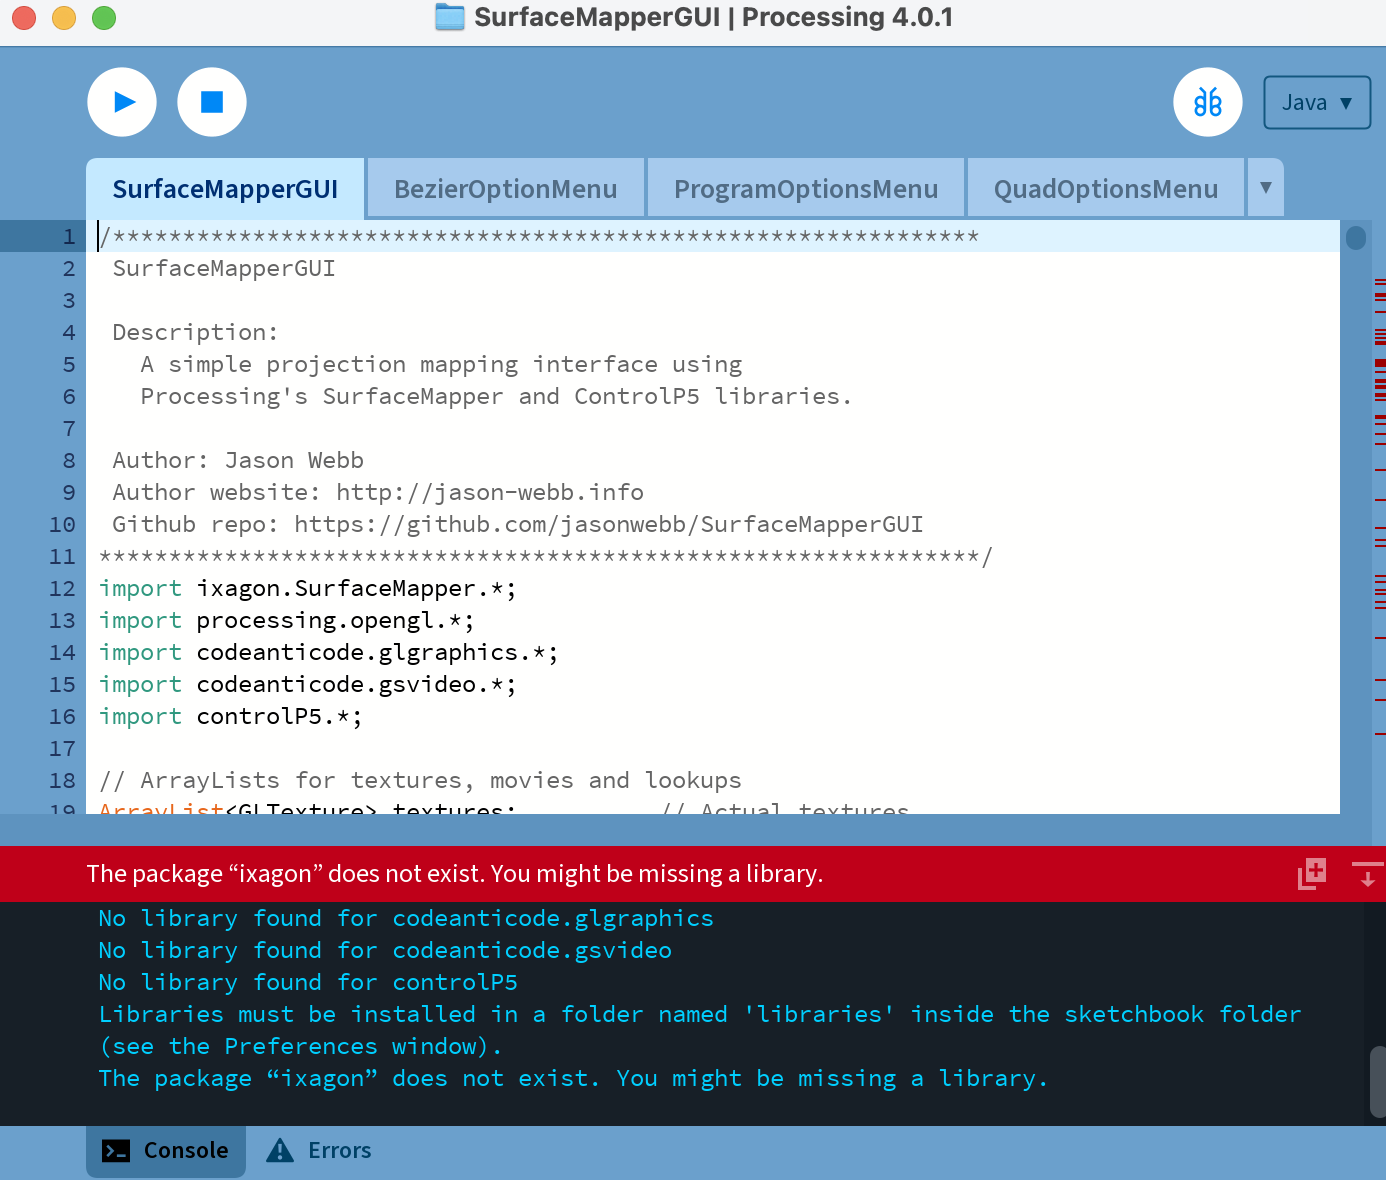 SurfaceMapperGUI | Processing 4.0.1
Java ▼
SurfaceMapperGUI BezierOptionMenu ProgramOptionsMenu QuadOptionsMenu ▼
1 /**************************************************************
2 SurfaceMapperGUI
3
4 Description:
5 A simple projection mapping interface using
6 Processing's SurfaceMapper and ControlP5 libraries.
7
8 Author: Jason Webb
9 Author website: http://jason-webb.info
10 Github repo: https://github.com/jasonwebb/SurfaceMapperGUI
11 ***************************************************************/
12 import ixagon.SurfaceMapper.*;
13 import processing.opengl.*;
14 import codeanticode.glgraphics.*;
15 import codeanticode.gsvideo.*;
16 import controlP5.*;
17
18 // ArrayLists for textures, movies and lookups
19 ArrayList<GLTexture> textures; // Actual textures
The package “ixagon” does not exist. You might be missing a library.
No library found for codeanticode.glgraphics
No library found for codeanticode.gsvideo
No library found for controlP5
Libraries must be installed in a folder named 'libraries' inside the sketchbook folder
(see the Preferences window).
The package “ixagon” does not exist. You might be missing a library.
Console Errors